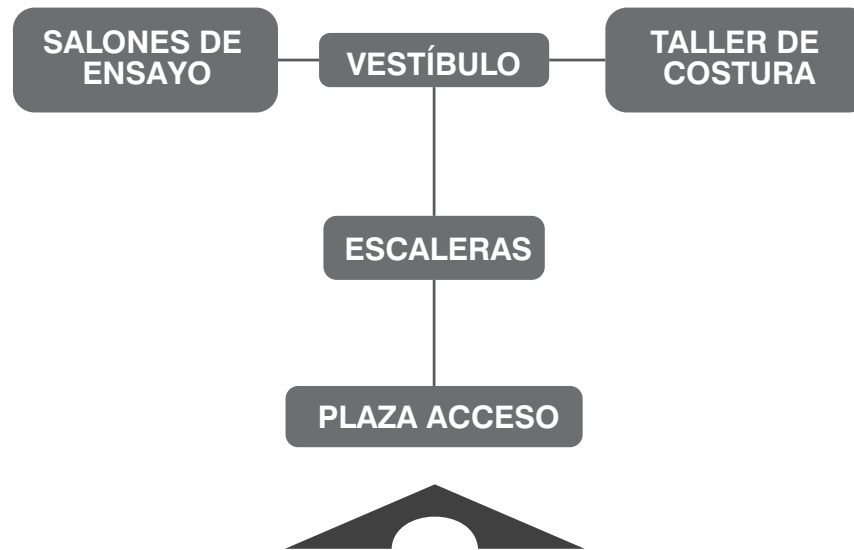 SALONES DE
ENSAYO
VESTÍBULO
TALLER DE
COSTURA
ESCALERAS
PLAZA ACCESO